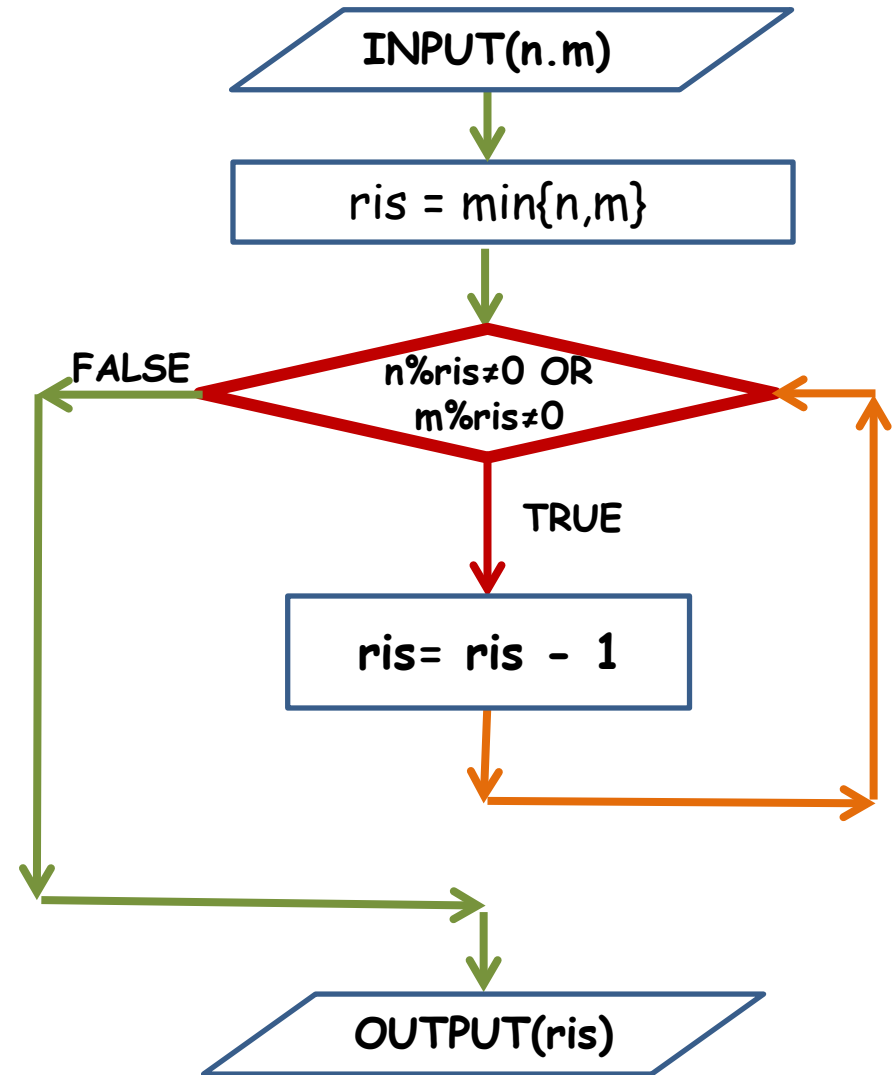 INPUT(n.m)
ris = min{n,m}
FALSE
n%ris≠0 OR
m%ris≠0
TRUE
ris= ris - 1
OUTPUT(ris)